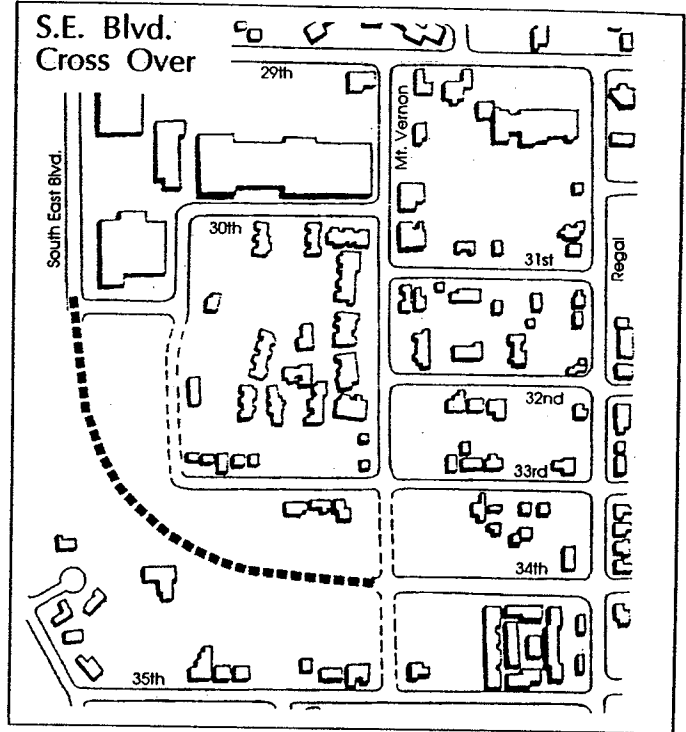 S.E. Blvd.
Cross Over
29th
Mt. Vernon
South East Blvd.
30th
31st
Regal
32nd
33rd
34th
35th